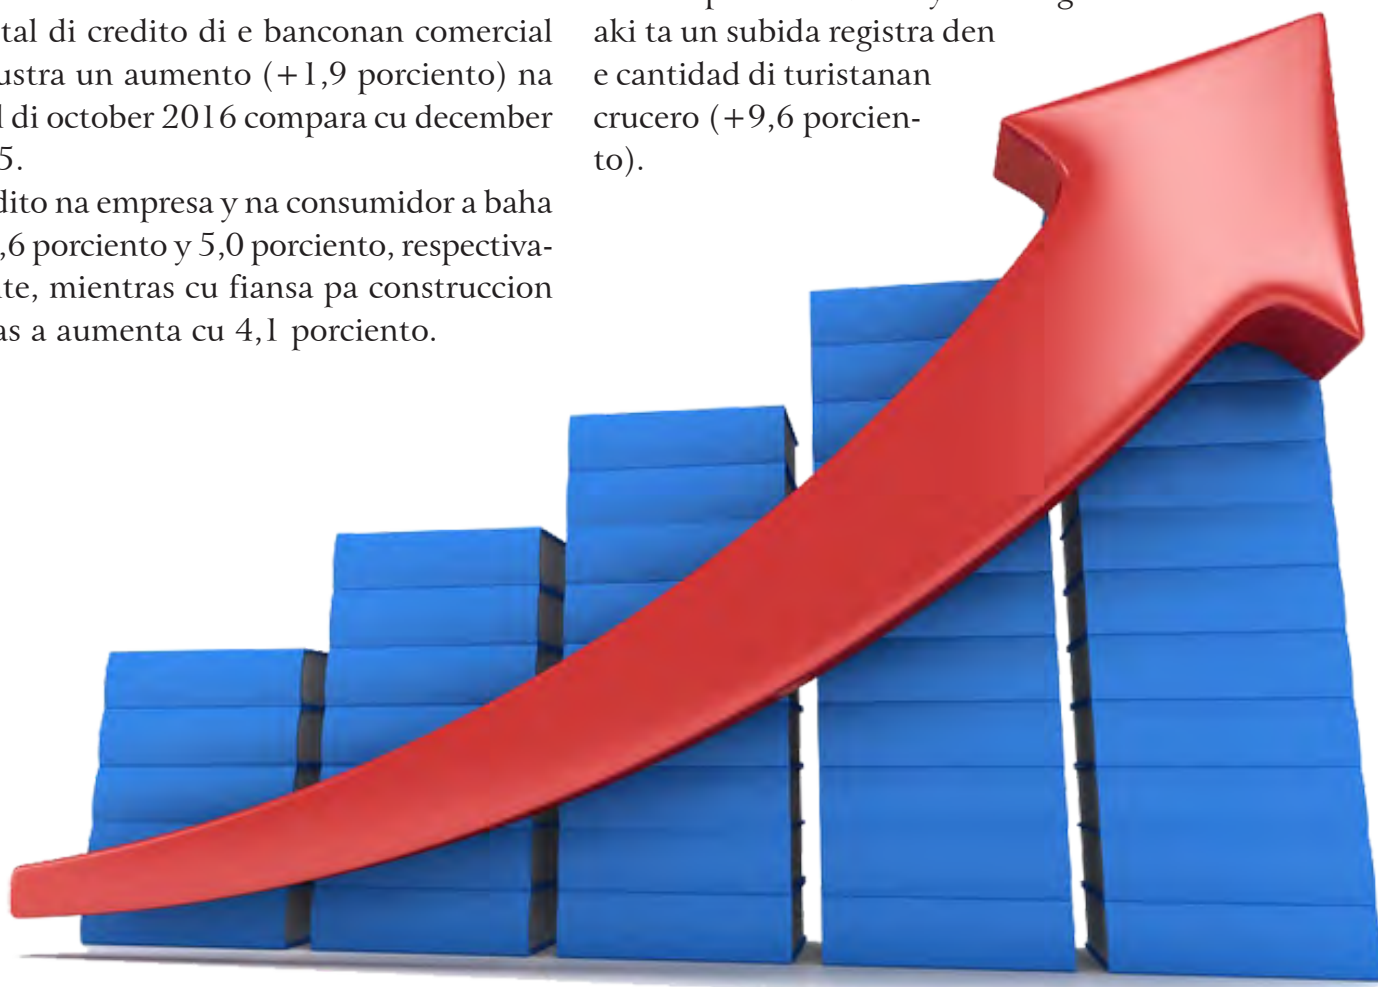 tal di credito di e banconan comercial
ustra un aumento (+1,9 porciento) na
di october 2016 compara cu december
5.
dito na empresa y na consumidor a baha
,6 porciento y 5,0 porciento, respectiva-
te, mientras cu fiansa pa construccion
as a aumenta cu 4,1 porciento.
aki ta un subida registra den
e cantidad di turistanan
crucero (+9,6 porcien-
to).